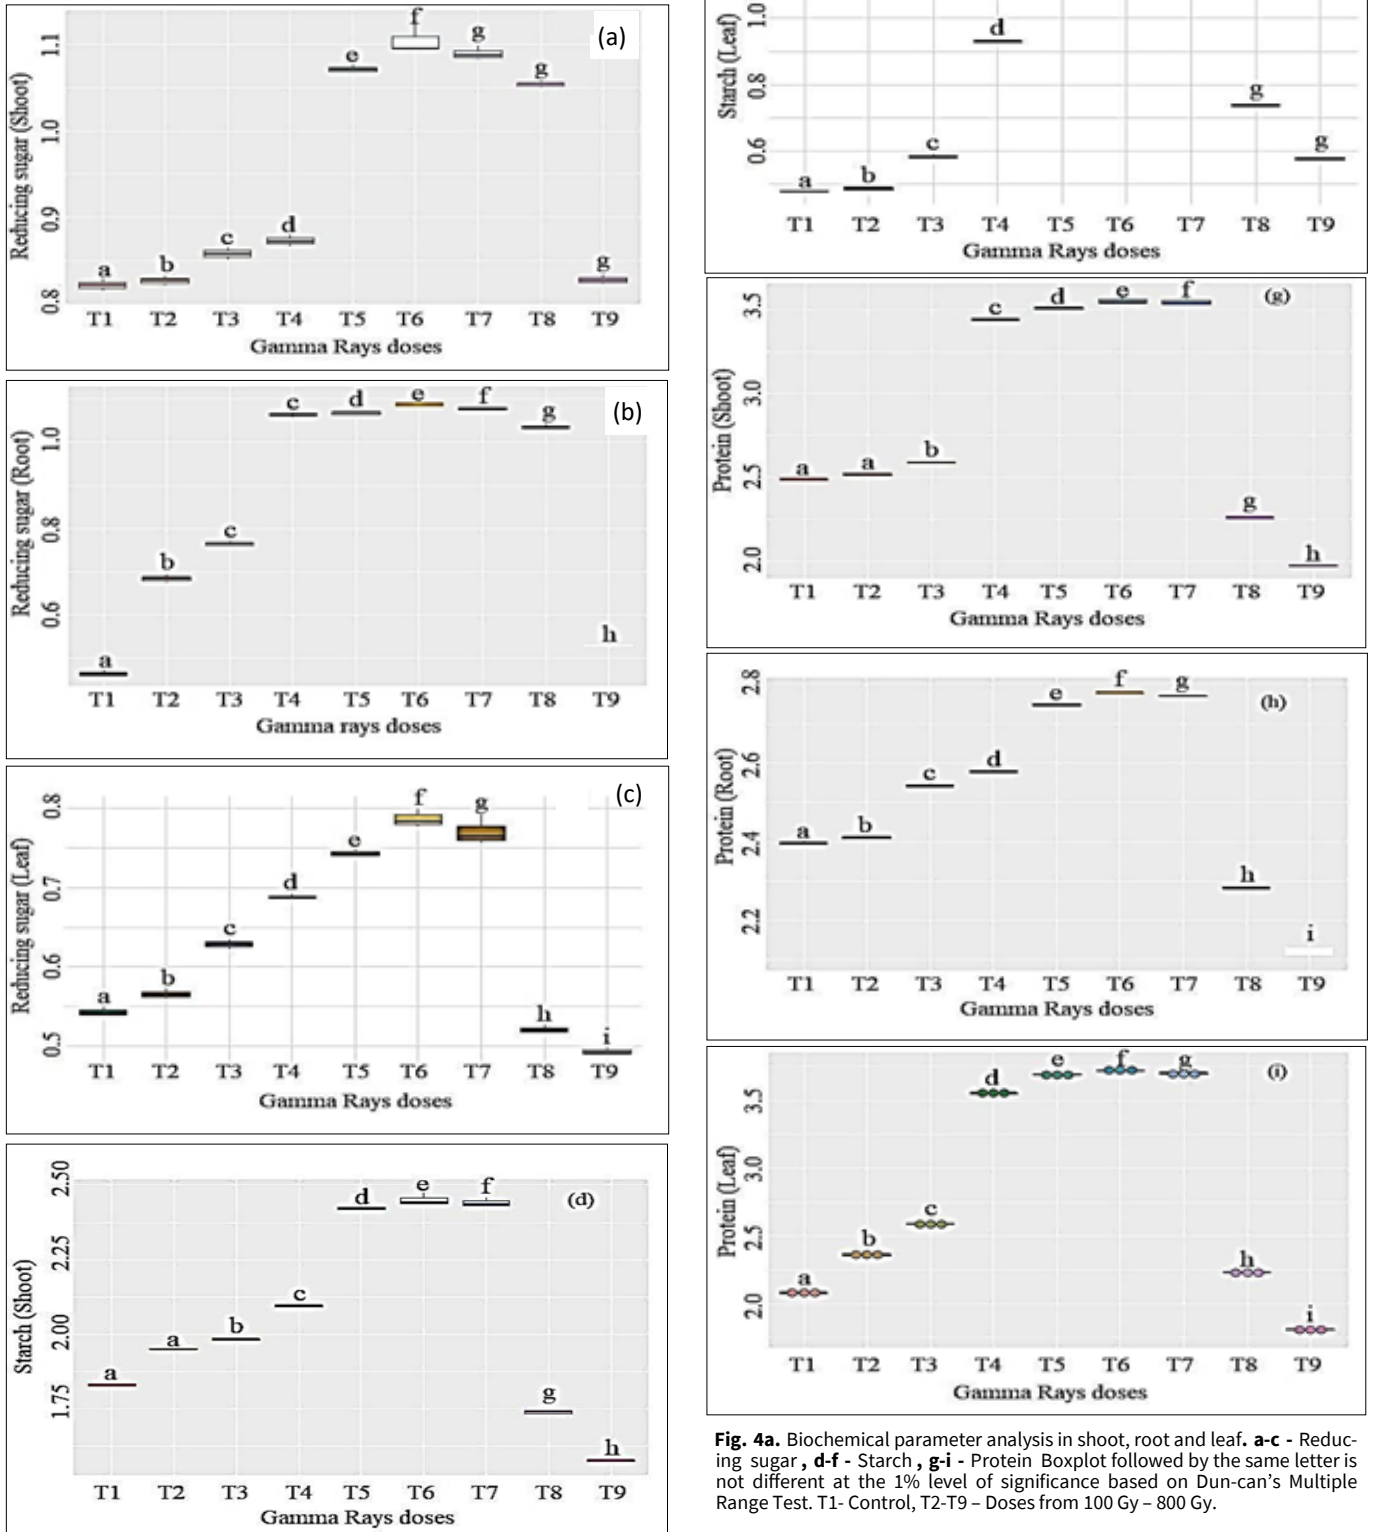 Reducing sugar (Shoot)
1.1
1.0
0.9
0.8
a b c d e f g g g
(a)
T1 T2 T3 T4 T5 T6 T7 T8 T9
Gamma Rays doses
Reducing sugar (Root)
1.0
0.8
0.6
a b c c d e f g h
(b)
T1 T2 T3 T4 T5 T6 T7 T8 T9
Gamma rays doses
Reducing sugar (Leaf)
0.8
0.7
0.6
0.5
a b c d e f g h i
(c)
T1 T2 T3 T4 T5 T6 T7 T8 T9
Gamma Rays doses
Starch (Shoot)
2.50
2.25
2.00
1.75
a a b c d e f g h
(d)
T1 T2 T3 T4 T5 T6 T7 T8 T9
Gamma Rays doses
Starch (Leaf)
1.0
0.8
0.6
a b c d g g
T1 T2 T3 T4 T5 T6 T7 T8 T9
Gamma Rays doses
Protein (Shoot)
3.5
3.0
2.5
2.0
a a b c d e f g h
(g)
T1 T2 T3 T4 T5 T6 T7 T8 T9
Gamma Rays doses
Protein (Root)
2.8
2.6
2.4
2.2
a b c d e f g h i
(h)
T1 T2 T3 T4 T5 T6 T7 T8 T9
Gamma Rays doses
Protein (Leaf)
3.5
3.0
2.5
2.0
a b c d e f g h i
(i)
T1 T2 T3 T4 T5 T6 T7 T8 T9
Gamma Rays doses
Fig. 4a. Biochemical parameter analysis in shoot, root and leaf. a-c - Reduc-
ing sugar , d-f - Starch , g-i - Protein Boxplot followed by the same letter is
not different at the 1% level of significance based on Dun-can's Multiple
Range Test. T1- Control, T2-T9 – Doses from 100 Gy – 800 Gy.